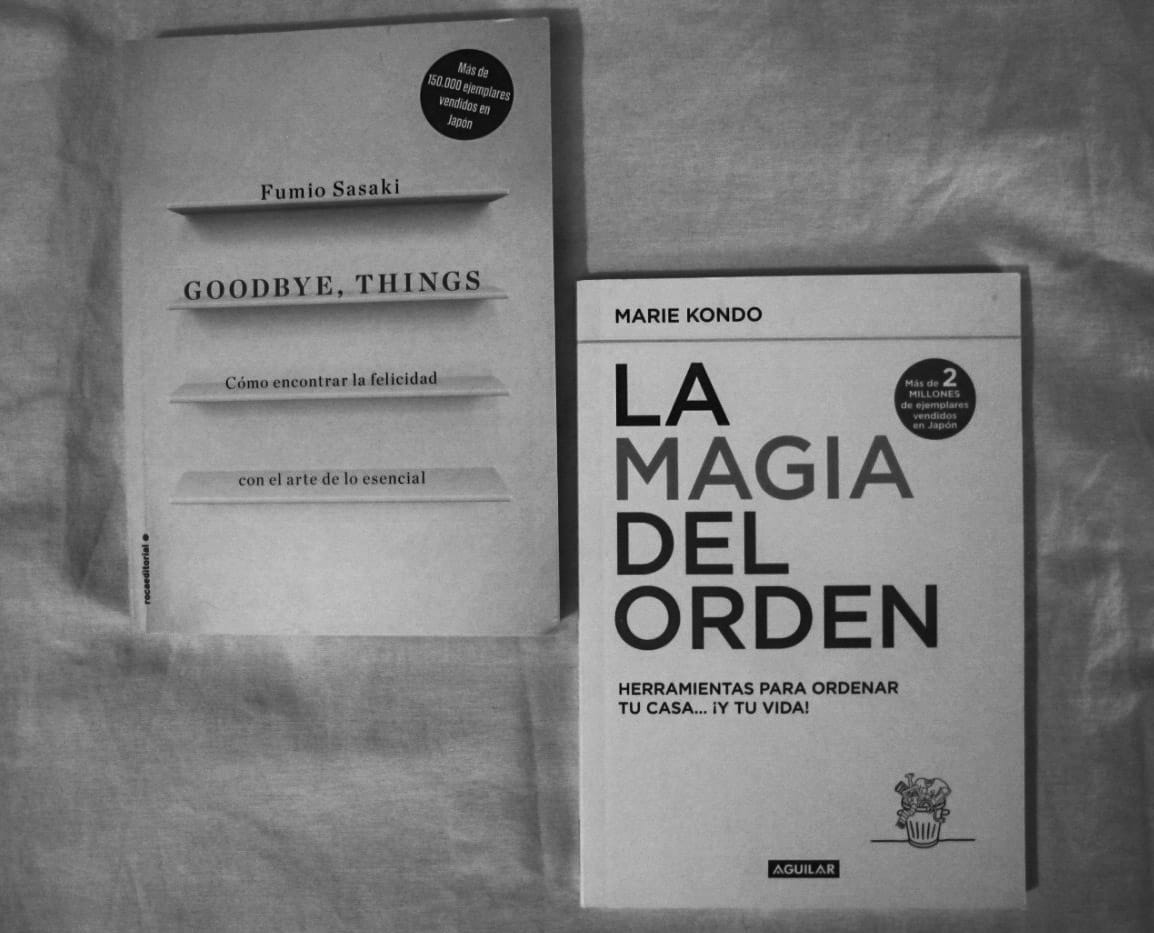 Más de
150.000 ejemplares
vendidos en
Japón
Fumio Sasaki
GOODBYE, THINGS
Cómo encontrar la felicidad
con el arte de lo esencial
rocaeditorial
MARIE KONDO
LA
MAGIA
DEL
ORDEN
Más de 2
MILLONES
de ejemplares
vendidos
en Japón
HERRAMIENTAS PARA ORDENAR
TU CASA... ¡Y TU VIDA!
AGUILAR